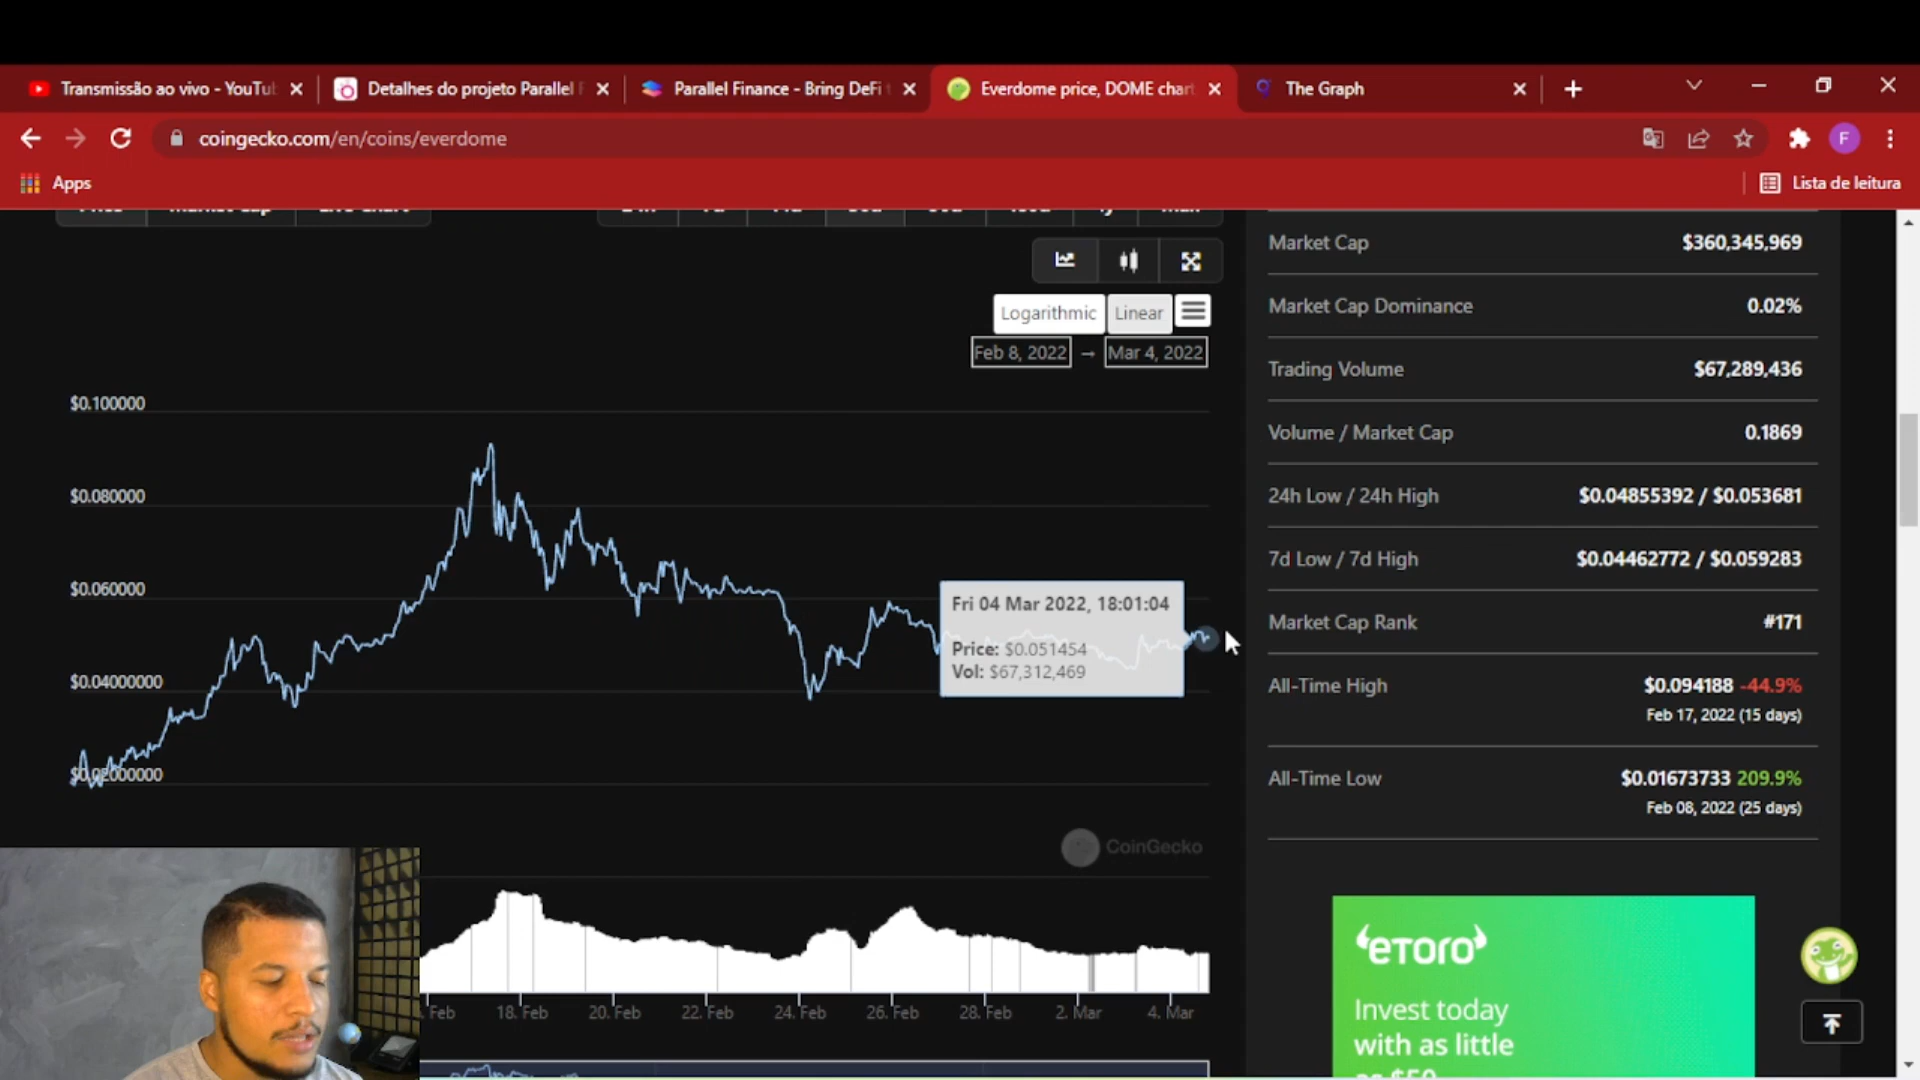 Transmissão ao vivo - YouTu
Detalhes do projeto Parallel
Parallel Finance - Bring DeFi
Everdome price, DOME chart
The Graph
coingecko.com/en/coins/everdome
F
Apps
Lista de leitura
Logarithmic
Linear
Feb 8, 2022 → Mar 4, 2022
$0.100000
$0.080000
$0.060000
$0.04000000
$0.02000000
Fri 04 Mar 2022, 18:01:04
Price: $0.051454
Vol: $67,312,469
CoinGecko
Feb
18. Feb
20. Feb
22. Feb
24. Feb
26. Feb
28. Feb
2. Mar
4. Mar
Market Cap
$360,345,969
Market Cap Dominance
0.02%
Trading Volume
$67,289,436
Volume / Market Cap
0.1869
24h Low / 24h High
$0.04855392 / $0.053681
7d Low / 7d High
$0.04462772 / $0.059283
Market Cap Rank
#171
All-Time High
$0.094188 -44.9%
Feb 17, 2022 (15 days)
All-Time Low
$0.01673733 209.9%
Feb 08, 2022 (25 days)
eToro
Invest today
with as little
as $50